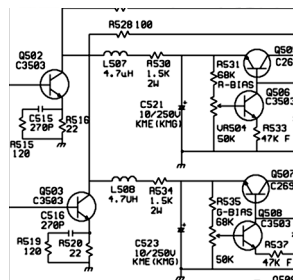 R528 100
Q502
C3503
L507
4.7uH
R530
1.5K
2W
R531
68K
R-BIAS
Q506
C3503
C515
270P
R516
22
R515
120
C521
10/250V
KME(KMG)
VR504
50K
R533
47K F
Q503
C3503
L508
4.7UH
R534
1.5K
2W
Q507
C516
270P
R535
G-BIAS
68K
Q508
C3503
R519
120
R520
22
C523
10/250V
KME(KMG)
50K
R537
47K F